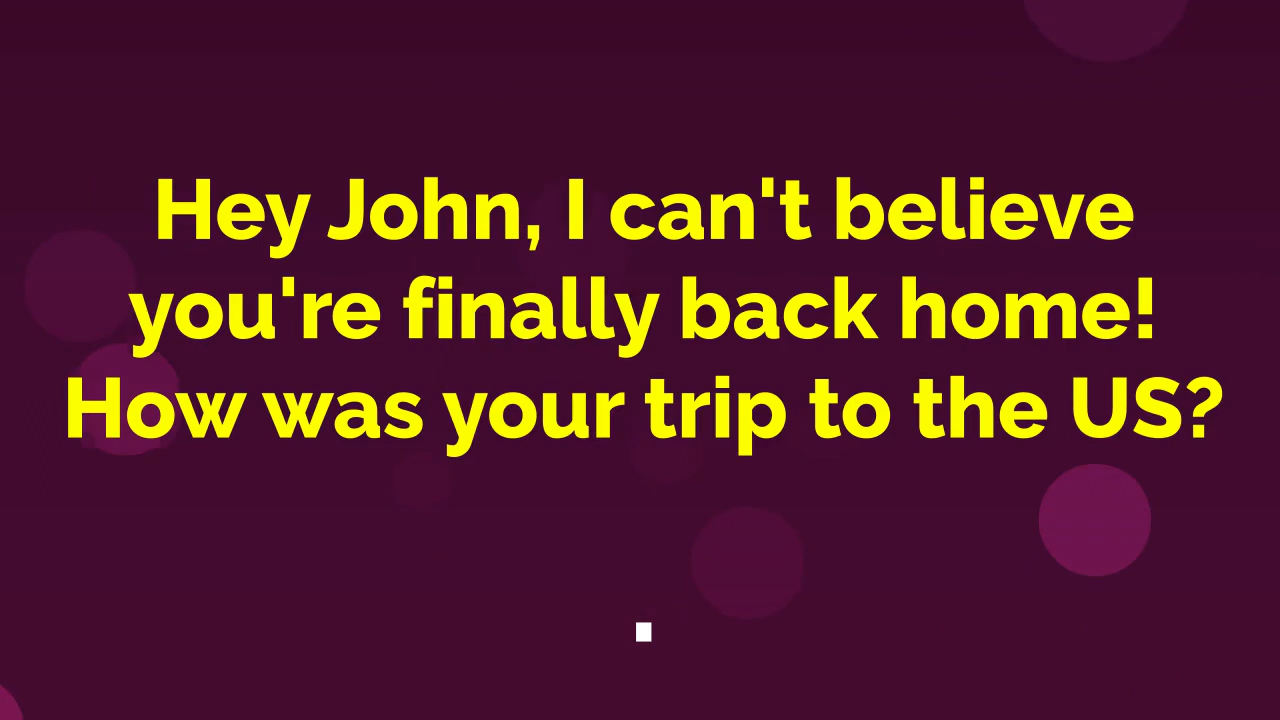 Hey John, I can't believe
you're finally back home!
How was your trip to the US?
.